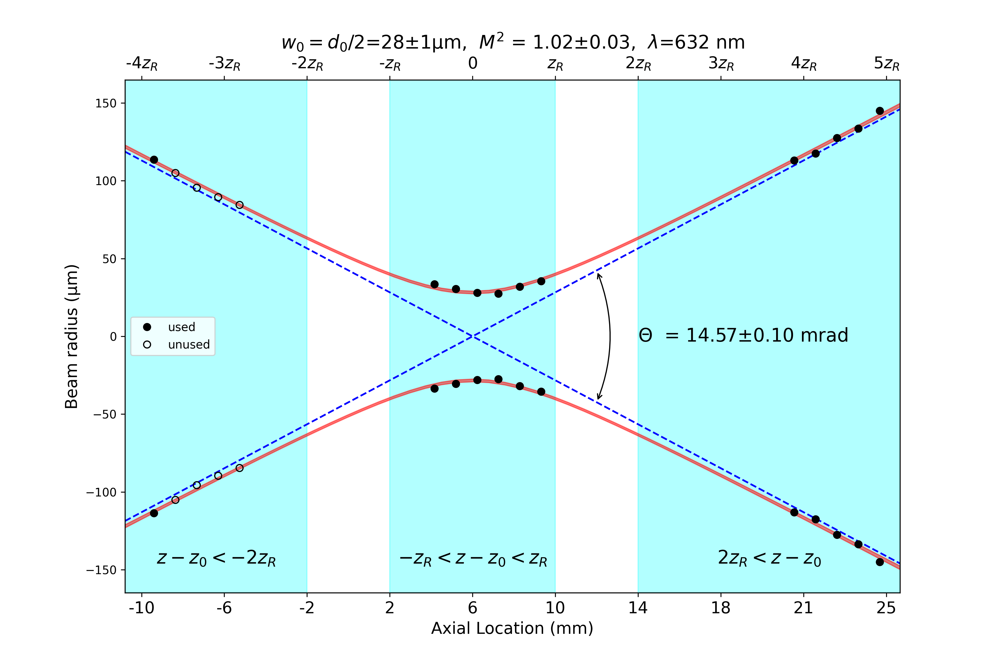 w₀ = d₀/2=28±1µm, M² = 1.02±0.03, λ=632 nm
-4z_R -3z_R -2z_R -z_R 0 z_R 2z_R 3z_R 4z_R 5z_R
150
100
50
0
−50
−100
−150
Beam radius (µm)
used
unused
Θ = 14.57±0.10 mrad
z − z₀ < −2z_R
−z_R < z − z₀ < z_R
2z_R < z − z₀
-10 -6 -2 2 6 10 14 18 21 25
Axial Location (mm)